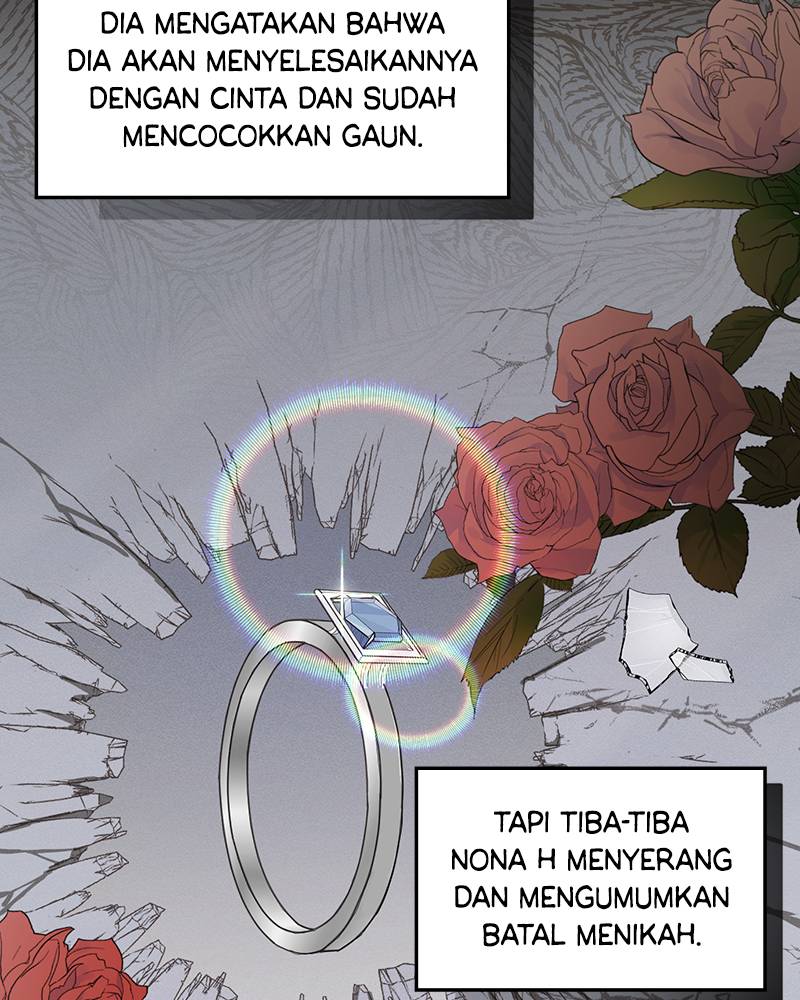 DIA MENGATAKAN BAHWA
DIA AKAN MENYELESAIKANNYA
DENGAN CINTA DAN SUDAH
MENCOCOKKAN GAUN.
TAPI TIBA-TIBA
NONA H MENYERANG
DAN MENGUMUMKAN
BATAL MENIKAH.